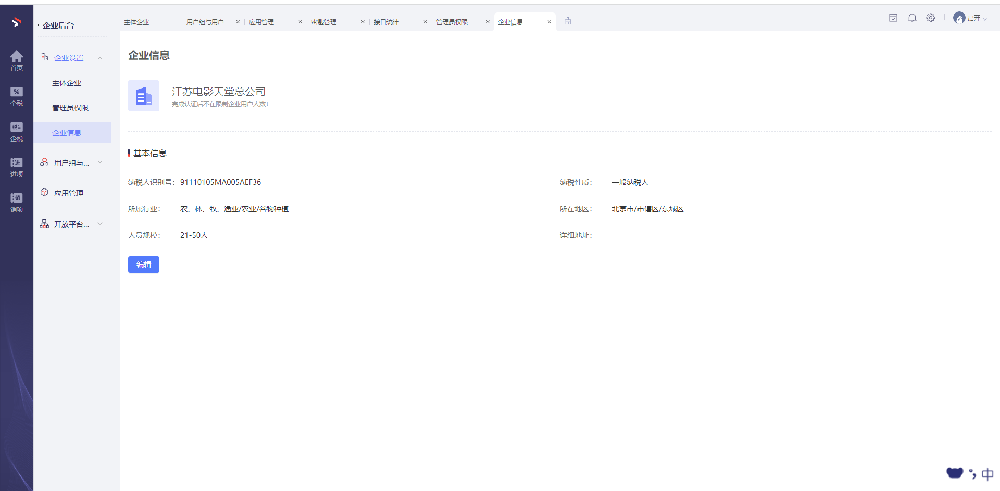 企业后台
首页
个税
企税
进项
销项
企业设置
主体企业
管理员权限
企业信息
用户组与...
应用管理
开放平台...
主体企业 用户组与用户 × 应用管理 × 密匙管理 × 接口统计 × 管理员权限 × 企业信息 ×
晨开
企业信息
江苏电影天堂总公司
完成认证后不在限制企业用户人数!
基本信息
纳税人识别号: 91110105MA005AEF36 纳税性质: 一般纳税人
所属行业: 农、林、牧、渔业/农业/谷物种植 所在地区: 北京市/市辖区/东城区
人员规模: 21-50人 详细地址:
编辑
中